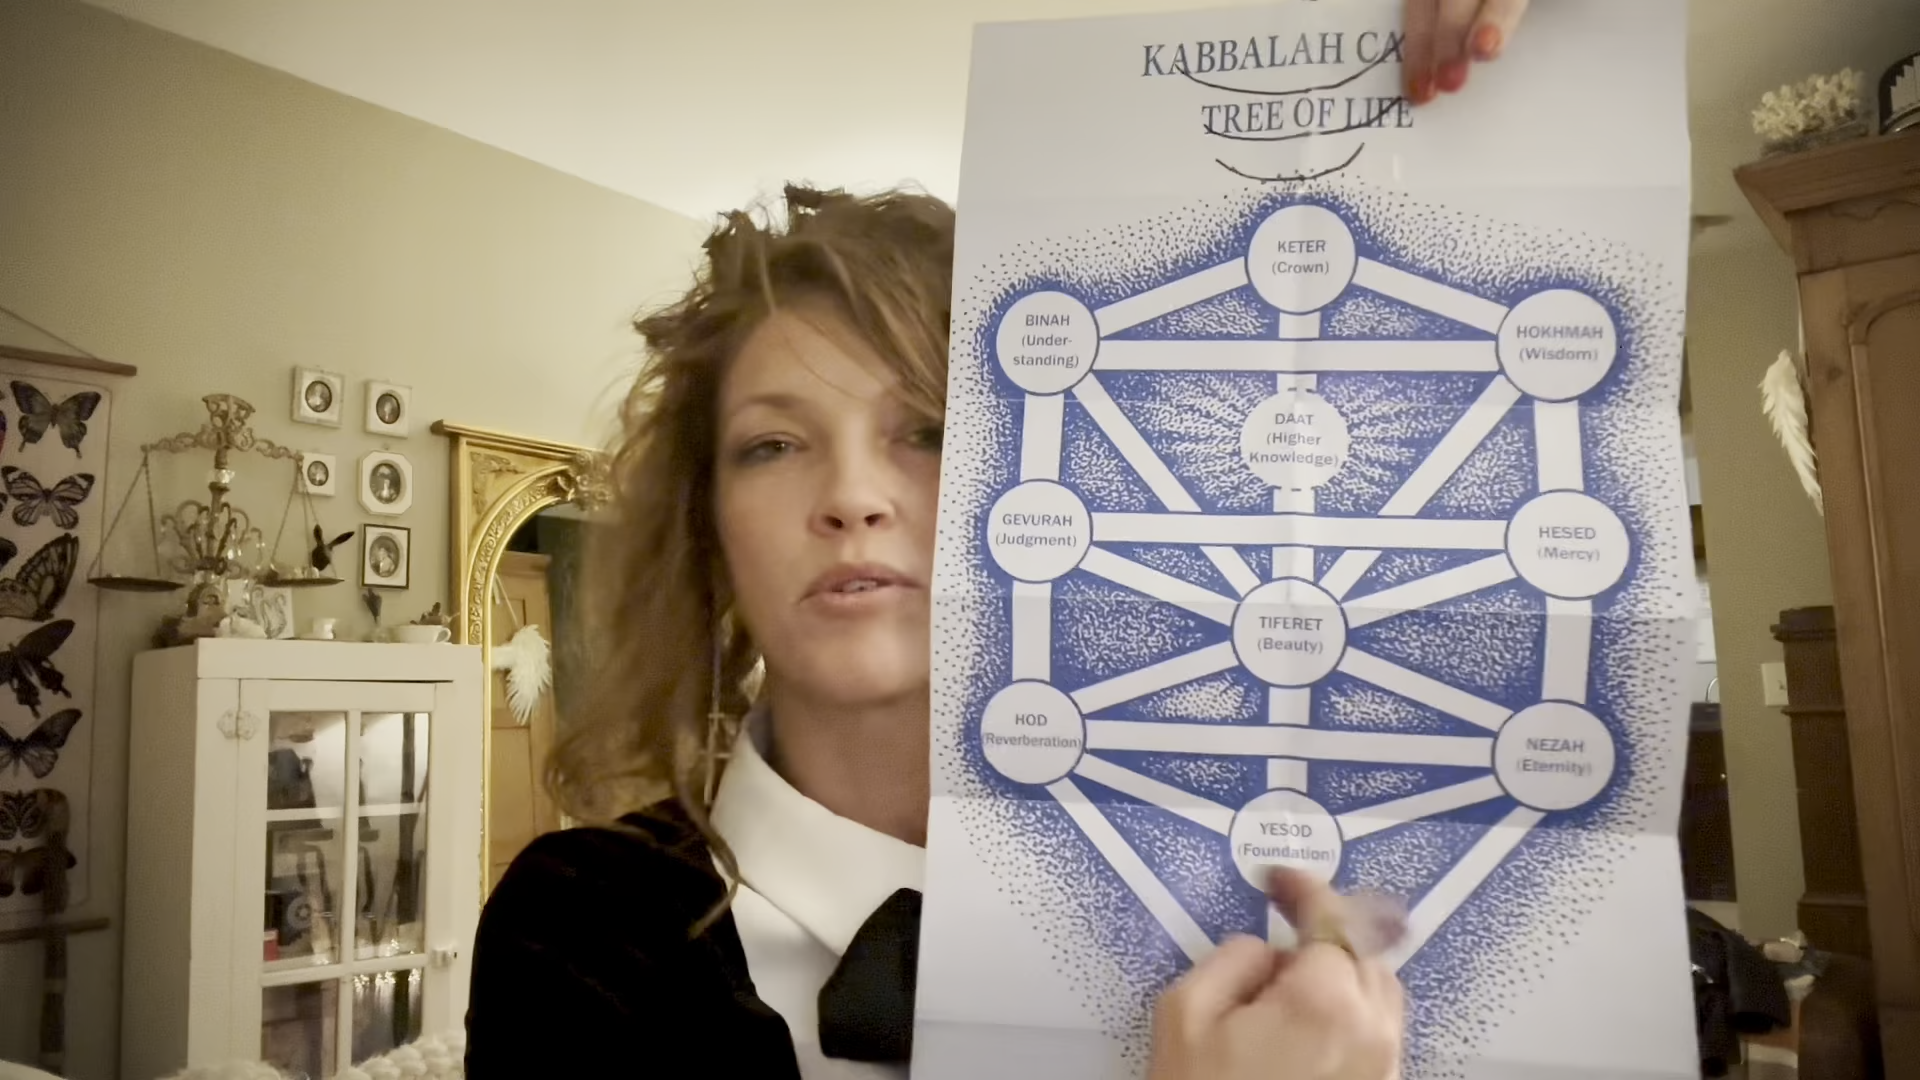 KABBALAH
TREE OF LIFE
KETER
(Crown)
BINAH
(Under-
standing)
HOKHMAH
(Wisdom)
DAAT
(Higher
Knowledge)
GEVURAH
(Judgment)
HESED
(Mercy)
TIFERET
(Beauty)
HOD
(Reverberation)
NEZAH
(Eternity)
YESOD
(Foundation)